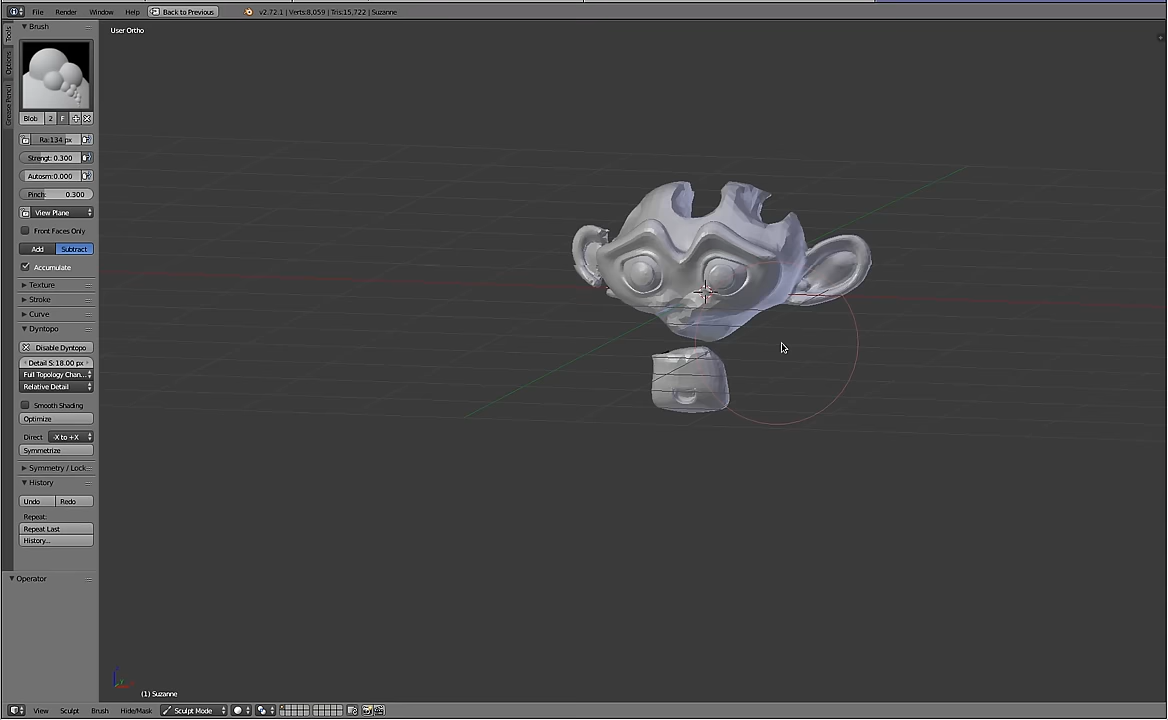 File Render Window Help Back to Previous v2.72.1 | Verts:8,059 | Tris:15,722 | Suzanne
Tools
Options
Grease Pencil
Brush
User Ortho
Blob 2 F
Ra:134 px
Strengt: 0.300
Autosm:0.000
Pinch: 0.300
View Plane
Front Faces Only
Add Subtract
Accumulate
Texture
Stroke
Curve
Dyntopo
Disable Dyntopo
Detail S: 18.00 px
Full Topology Chan...
Relative Detail
Smooth Shading
Optimize
Direct -X to +X
Symmetrize
Symmetry / Lock
History
Undo Redo
Repeat:
Repeat Last
History...
Operator
(1) Suzanne
View Sculpt Brush Hide/Mask Sculpt Mode